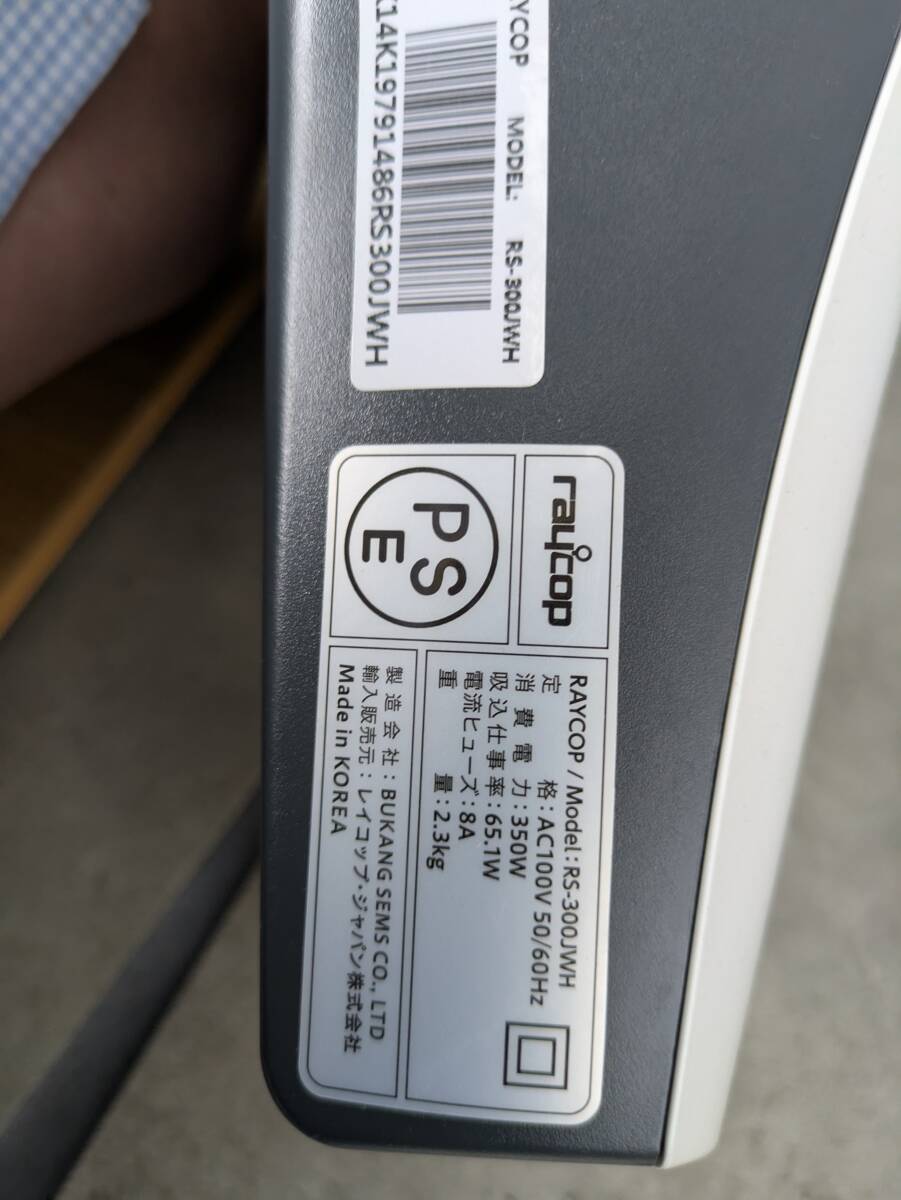 RAYCOP MODEL: RS-300JWH
K14K19791486RS300JWH
raycop
PS
E
RAYCOP / Model:RS-300JWH
定格:AC100V 50/60Hz
消費電力:350W
吸込仕事率:65.1W
電流ヒューズ:8A
重量:2.3kg
製造会社:BUKANG SEMS CO., LTD
輸入販売元:レイコップ・ジャパン株式会社
Made in KOREA